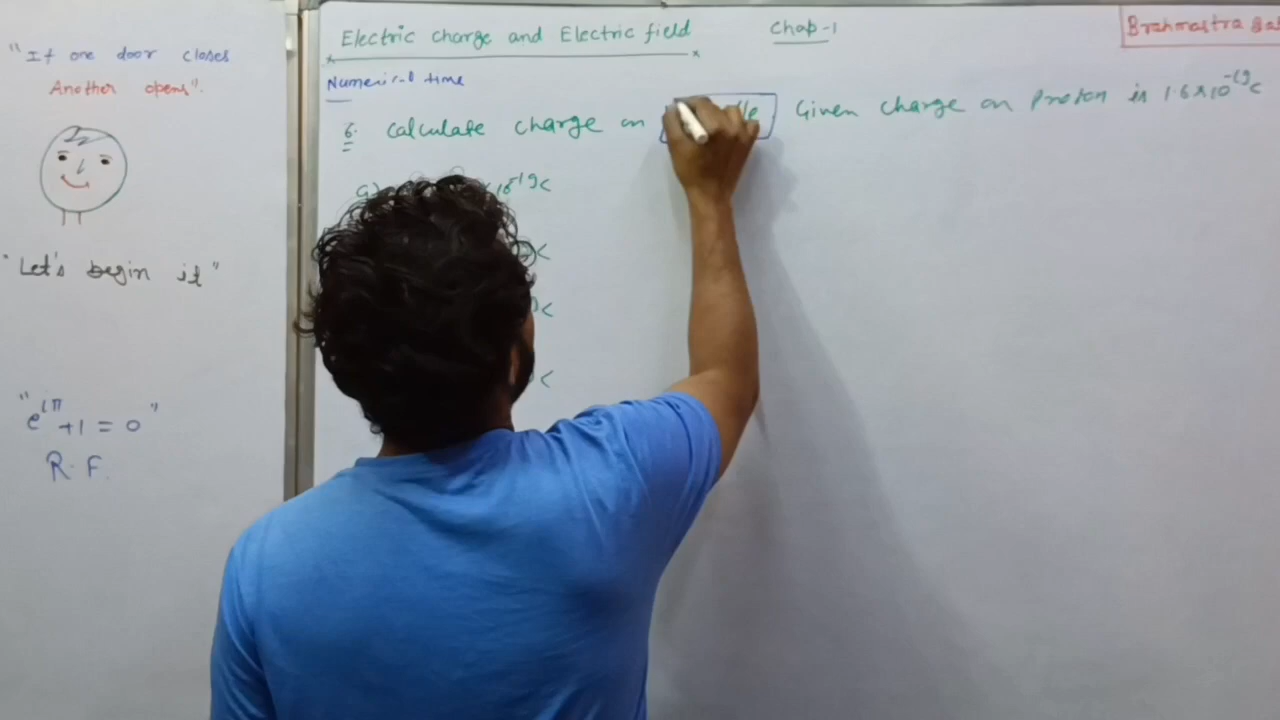 "If one door closes
Another opens".
"Let's begin it"
"e^iπ +1 = 0"
R.F.
Electric charge and Electric field
Chap-1
Brahmastra
Numerical time
6. Calculate charge on Given charge on Proton is 1.6×10^-19 C
a) 10^-19 C